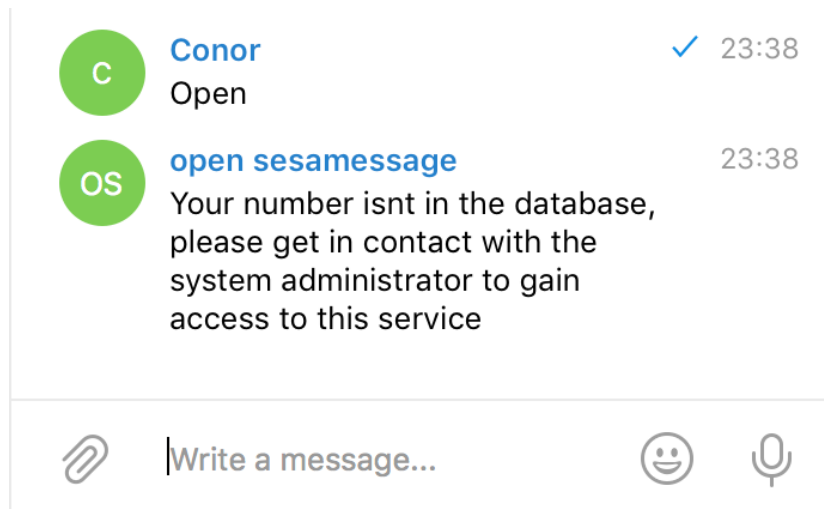 C
Conor
23:38
Open
OS
open sesamessage
23:38
Your number isnt in the database,
please get in contact with the
system administrator to gain
access to this service
Write a message...